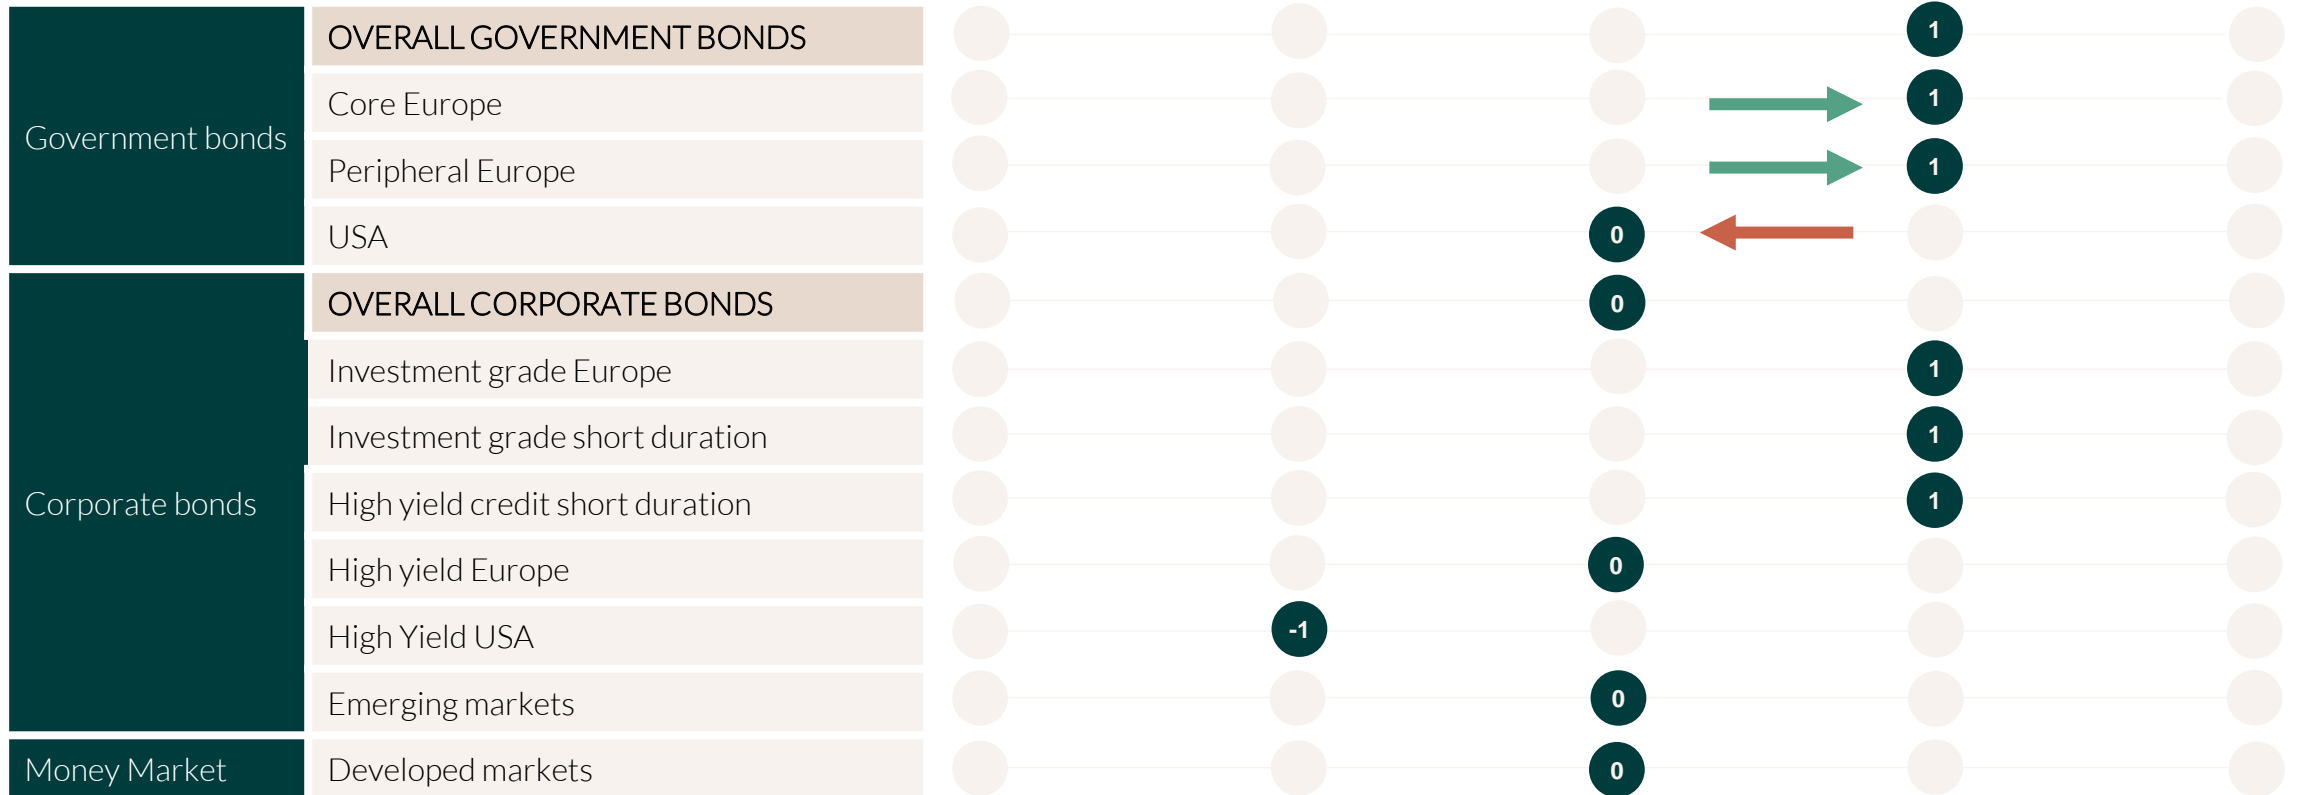 Government bonds
OVERALL GOVERNMENT BONDS 1
Core Europe 1
Peripheral Europe 1
USA 0
Corporate bonds
OVERALL CORPORATE BONDS 0
Investment grade Europe 1
Investment grade short duration 1
High yield credit short duration 1
High yield Europe 0
High Yield USA -1
Emerging markets 0
Money Market
Developed markets 0